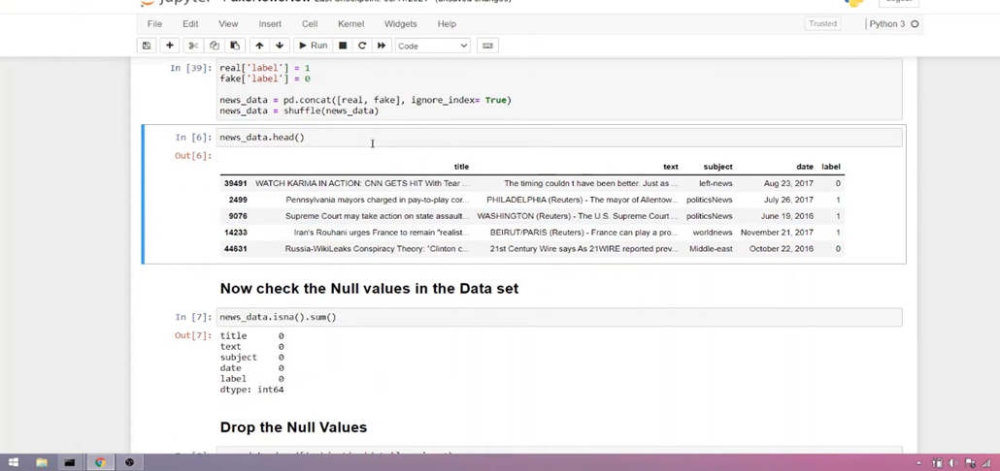 File Edit View Insert Cell Kernel Widgets Help Trusted Python 3
Run Code
In [39]: real['label'] = 1
fake['label'] = 0
news_data = pd.concat([real, fake], ignore_index= True)
news_data = shuffle(news_data)
In [6]: news_data.head()
Out[6]:
title text subject date label
39491 WATCH KARMA IN ACTION: CNN GETS HIT With Tear ... The timing couldn t have been better. Just as ... left-news Aug 23, 2017 0
2499 Pennsylvania mayors charged in pay-to-play cor... PHILADELPHIA (Reuters) - The mayor of Allentow... politicsNews July 26, 2017 1
9076 Supreme Court may take action on state assault... WASHINGTON (Reuters) - The U.S. Supreme Court ... politicsNews June 19, 2016 1
14233 Iran's Rouhani urges France to remain "realist... BEIRUT/PARIS (Reuters) - France can play a pro... worldnews November 21, 2017 1
44631 Russia-WikiLeaks Conspiracy Theory: "Clinton c... 21st Century Wire says As 21WIRE reported prev... Middle-east October 22, 2016 0
Now check the Null values in the Data set
In [7]: news_data.isna().sum()
Out[7]: title 0
text 0
subject 0
date 0
label 0
dtype: int64
Drop the Null Values